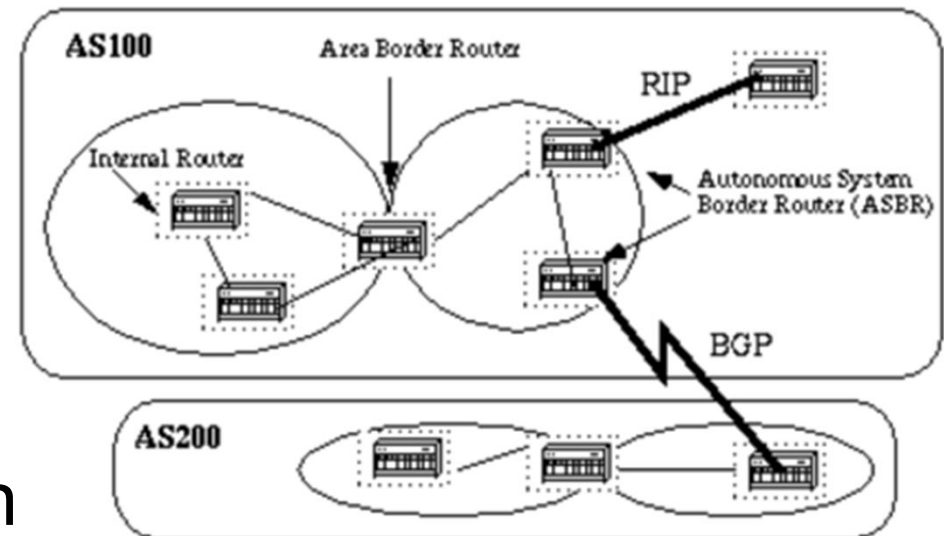 AS100
Area Border Router
RIP
Internal Router
Autonomous System
Border Router (ASBR)
BGP
AS200
n